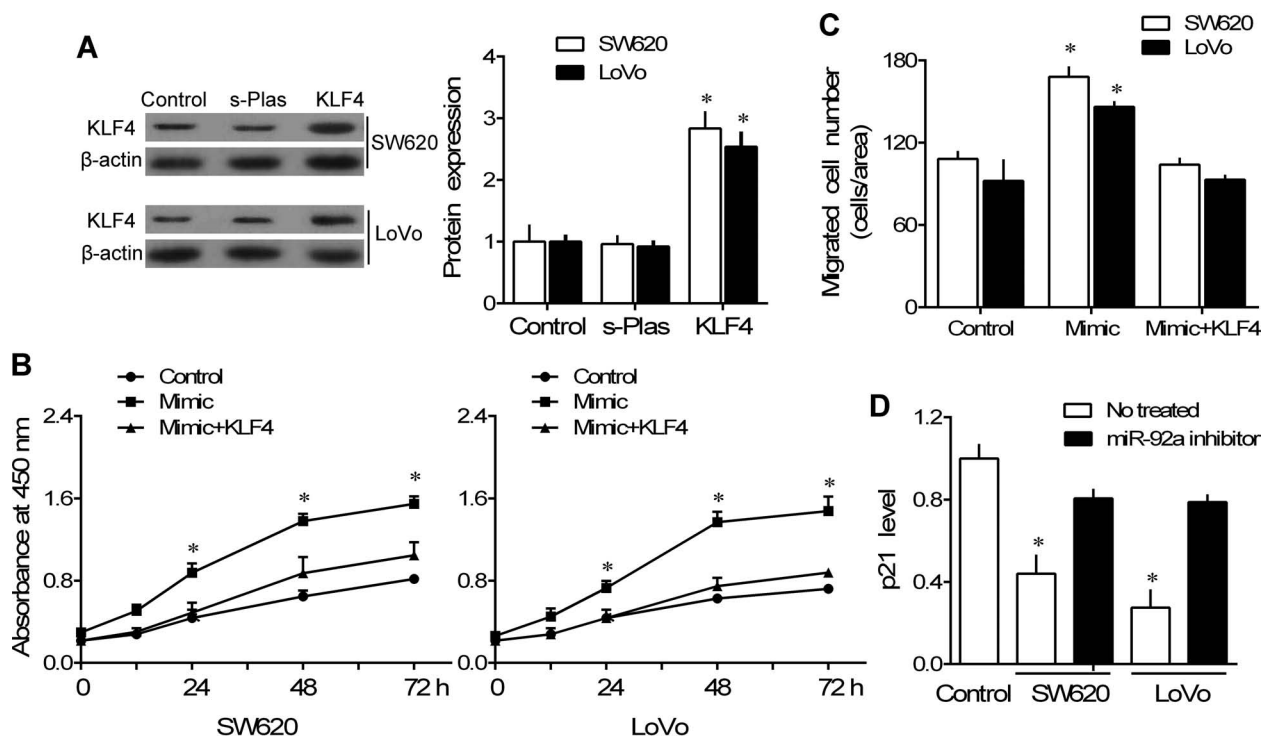 A
Control s-Plas KLF4
KLF4
β-actin
SW620
KLF4
β-actin
LoVo
SW620
LoVo
Protein expression
4
3
2
1
0
*
*
Control s-Plas KLF4
C
SW620
LoVo
Migrated cell number
(cells/area)
180
120
60
0
*
*
Control Mimic Mimic+KLF4
B
Control
Mimic
Mimic+KLF4
Absorbance at 450 nm
2.4
1.6
0.8
0.0
*
*
*
0 24 48 72 h
SW620
Control
Mimic
Mimic+KLF4
2.4
1.6
0.8
0.0
*
*
*
0 24 48 72 h
LoVo
D
No treated
miR-92a inhibitor
p21 level
1.2
0.8
0.4
0.0
*
*
Control SW620 LoVo